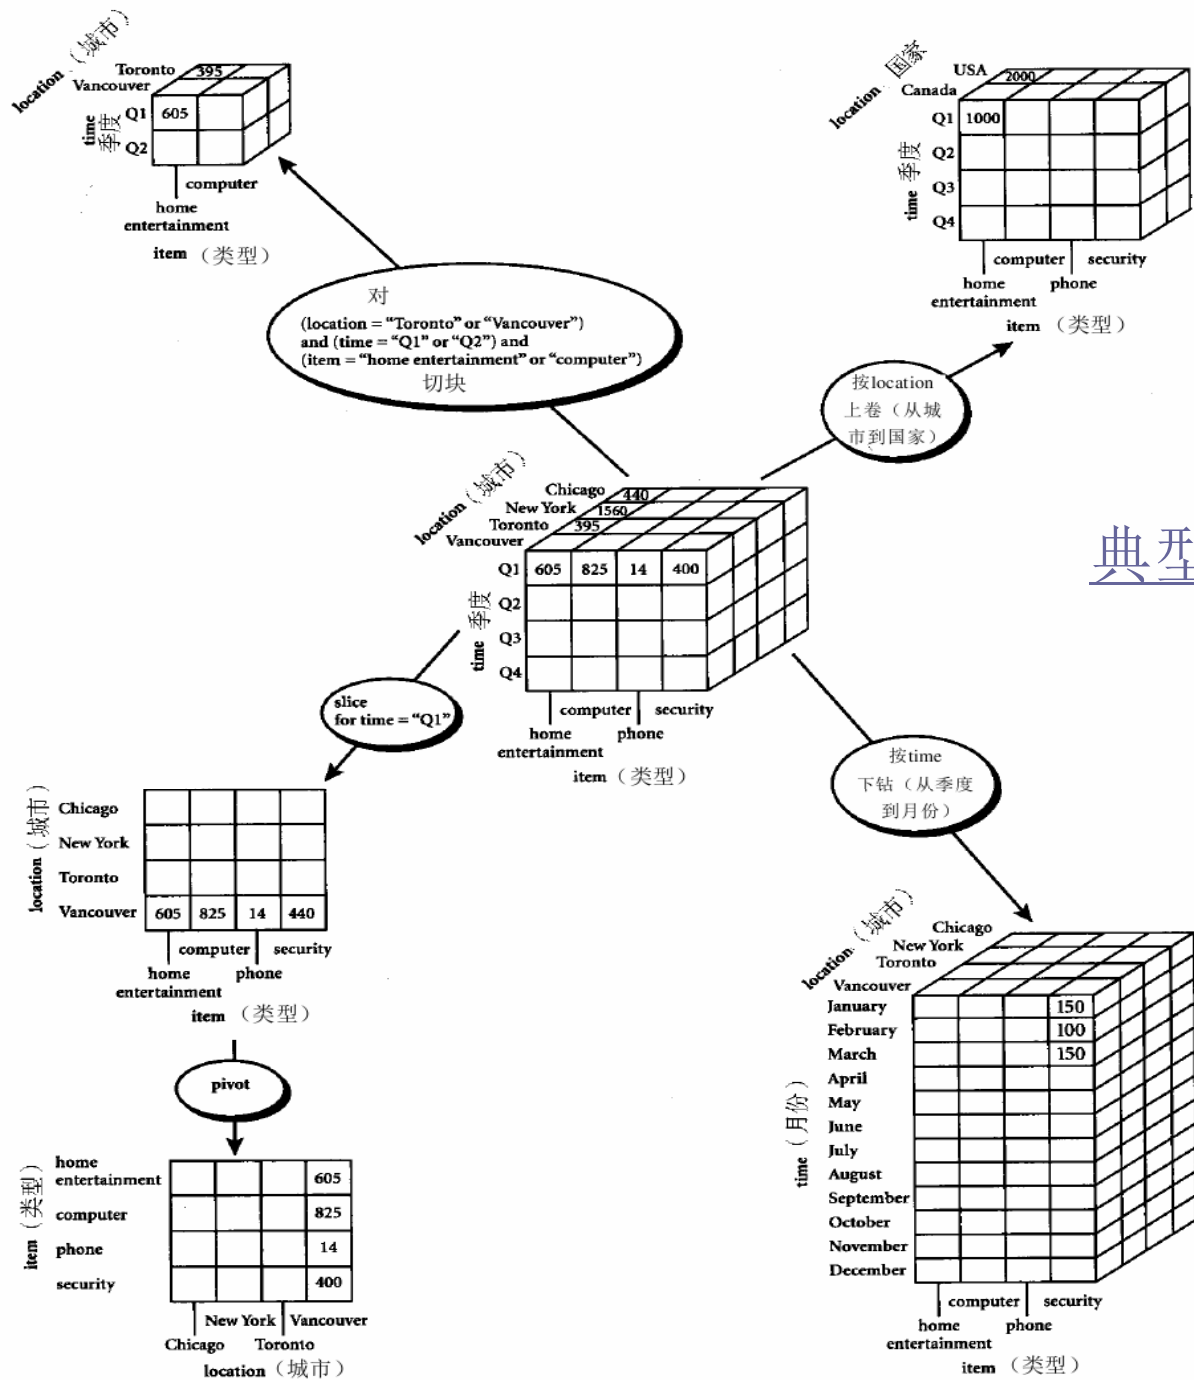 location（城市）
Toronto
395
Vancouver
time
季度
Q1
605
Q2
computer
home
entertainment
item（类型）
location 国家
USA
2000
Canada
time 季度
Q1
1000
Q2
Q3
Q4
computer
security
home
entertainment
phone
item（类型）
对
(location = “Toronto” or “Vancouver”)
and (time = “Q1” or “Q2”) and
(item = “home entertainment” or “computer”)
切块
按location
上卷（从城
市到国家）
location（城市）
Chicago
440
New York
1560
Toronto
395
Vancouver
time 季度
Q1
605 825 14 400
Q2
Q3
Q4
computer
security
home
entertainment
phone
item（类型）
典型
slice
for time = “Q1”
按time
下钻（从季度
到月份）
location（城市）
Chicago
New York
Toronto
Vancouver
605 825 14 440
computer
security
home
entertainment
phone
item（类型）
pivot
item（类型）
home
entertainment
605
computer
825
phone
14
security
400
New York
Vancouver
Chicago
Toronto
location（城市）
location（城市）
Chicago
New York
Toronto
Vancouver
time（月份）
January
150
February
100
March
150
April
May
June
July
August
September
October
November
December
computer
security
home
entertainment
phone
item（类型）